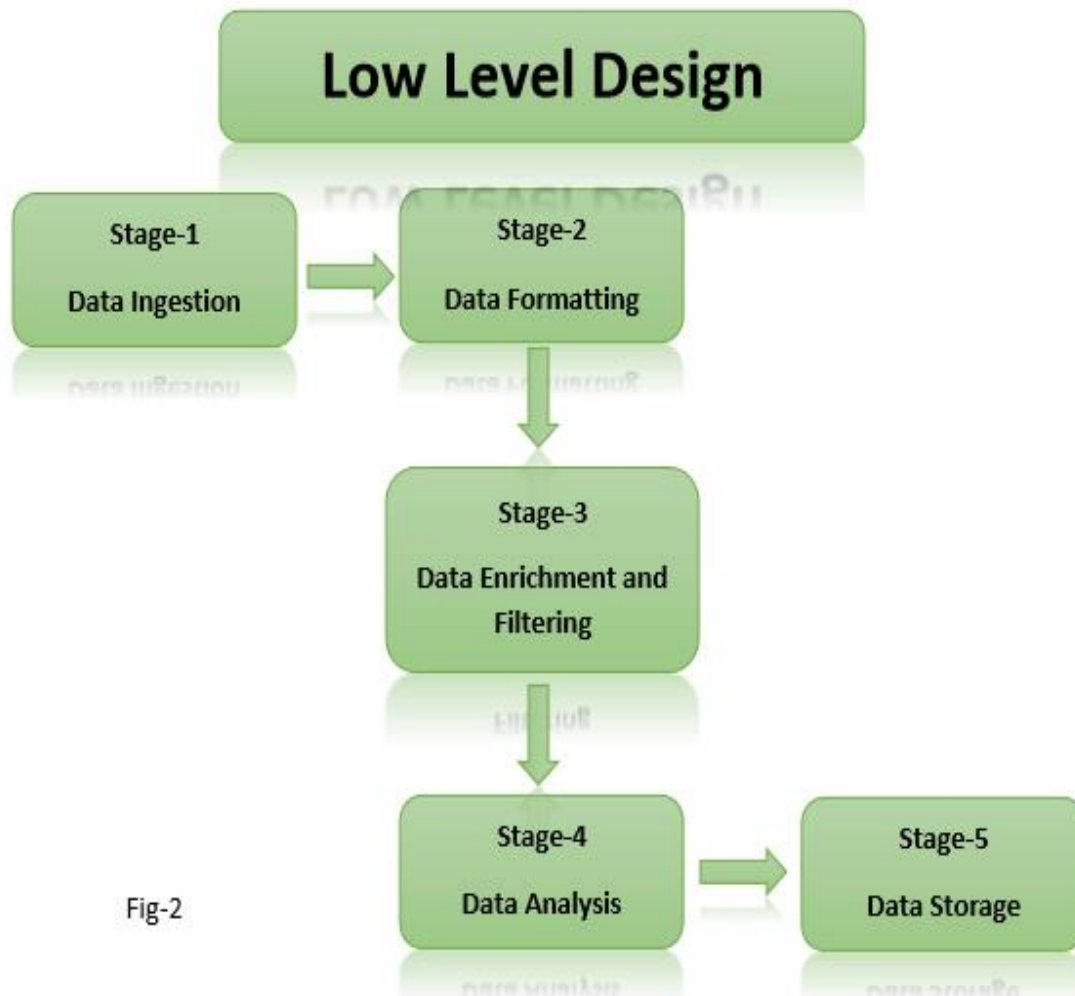 Low Level Design
Stage-1
Data Ingestion
Stage-2
Data Formatting
Stage-3
Data Enrichment and
Filtering
Stage-4
Data Analysis
Stage-5
Data Storage
Fig-2